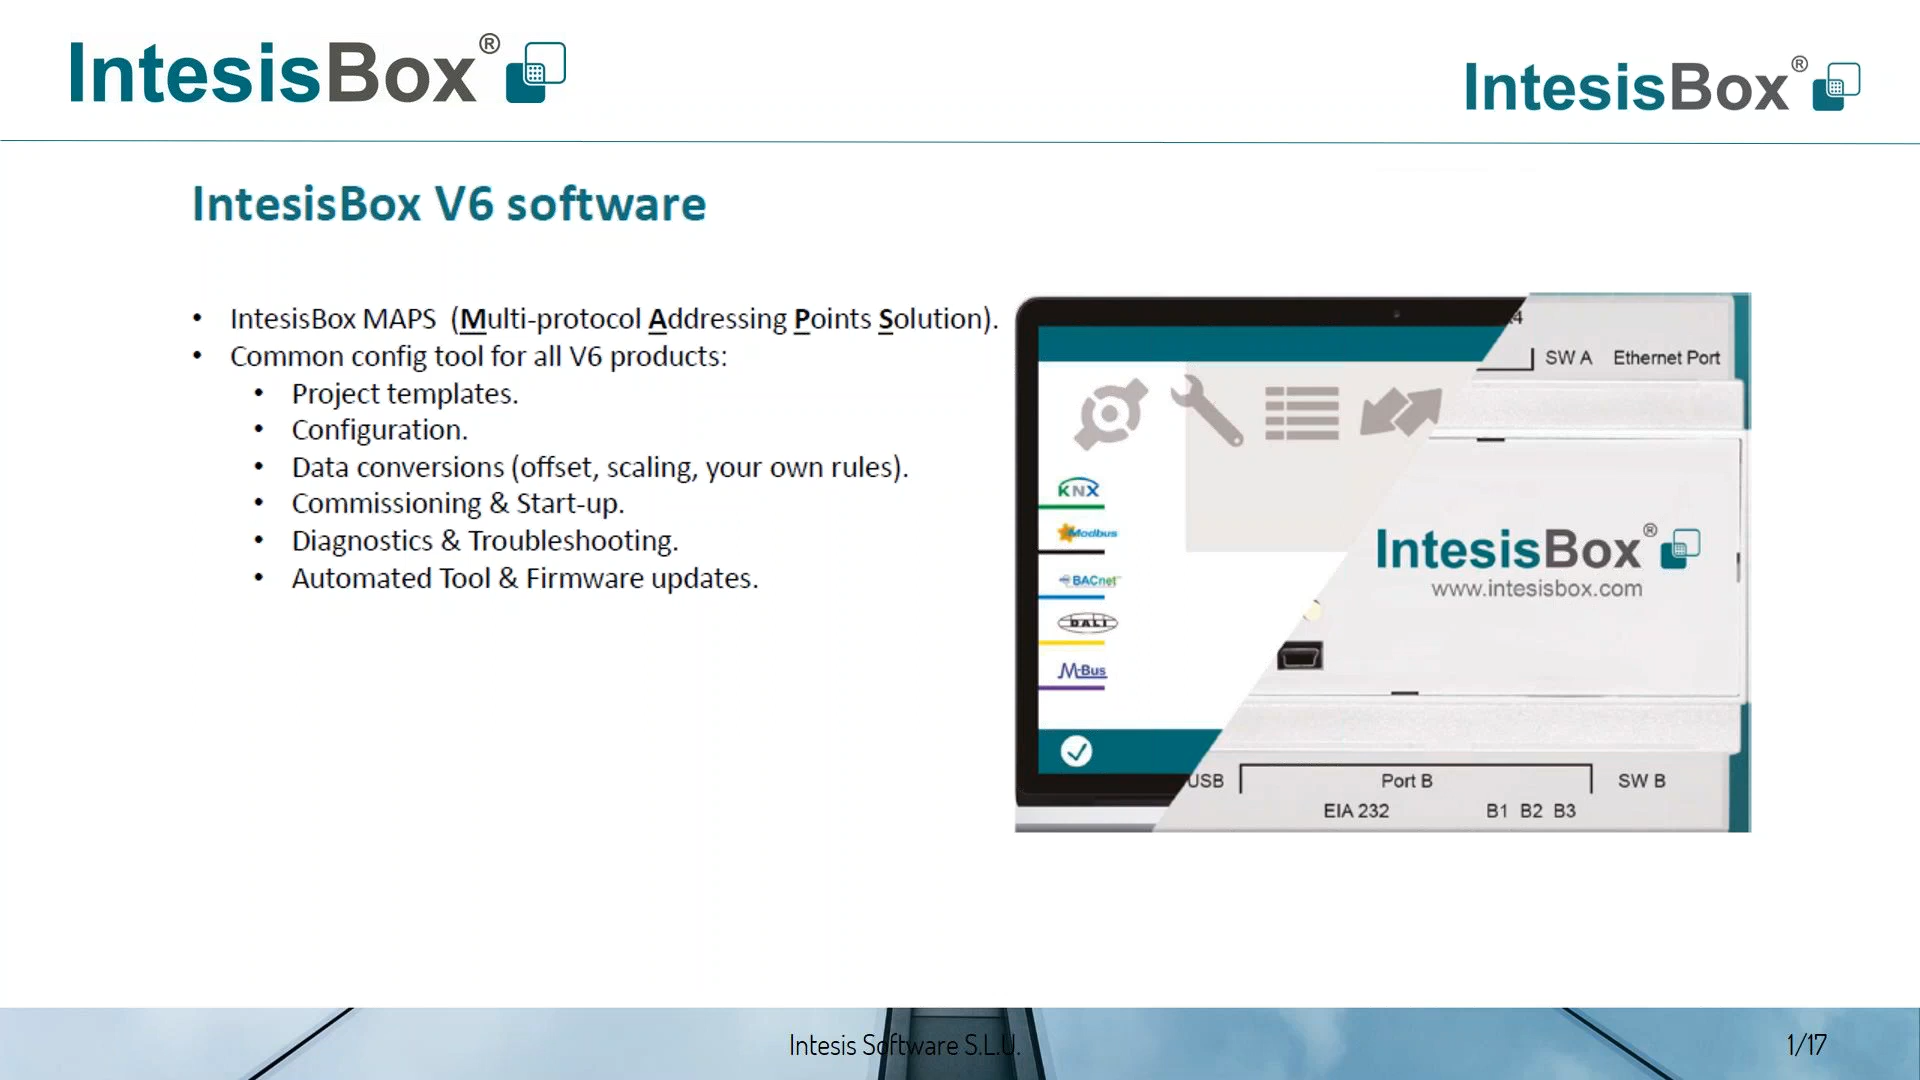 IntesisBox®
IntesisBox®
IntesisBox V6 software
• IntesisBox MAPS (Multi-protocol Addressing Points Solution).
• Common config tool for all V6 products:
• Project templates.
• Configuration.
• Data conversions (offset, scaling, your own rules).
• Commissioning & Start-up.
• Diagnostics & Troubleshooting.
• Automated Tool & Firmware updates.
SW A Ethernet Port
KNX
Modbus
BACnet™
DALI
M-Bus
IntesisBox®
www.intesisbox.com
USB Port B SW B
EIA 232 B1 B2 B3
Intesis Software S.L.U.
1/17